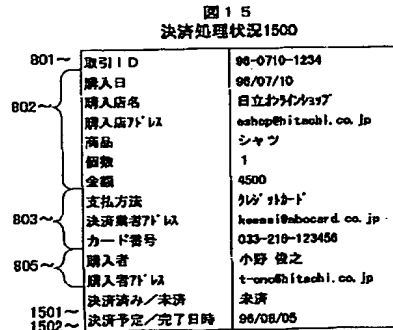 図15
決済処理状況1500
801～ 取引ID 96-0710-1234
購入日 96/07/10
802～ 購入店名 日立オンラインショップ
購入店アドレス eshop@hitachi.co.jp
商品 シャツ
個数 1
金額 4500
支払方法 クレジットカード
803～ 決済業者アドレス kessai@abocard.co.jp
カード番号 033-216-123456
805～ 購入者 小野 俊之
購入者アドレス t-ono@hitachi.co.jp
1501～ 決済済み／未済 未済
1502～ 決済予定／完了日時 96/08/05